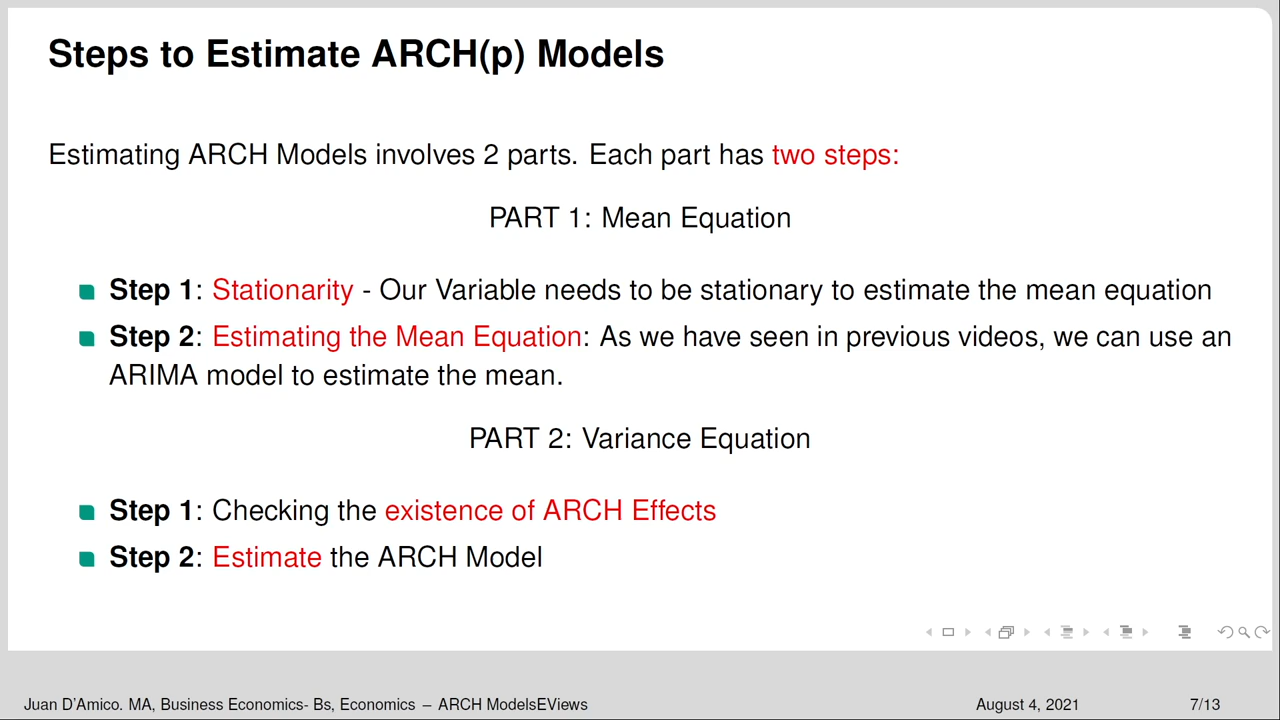 Steps to Estimate ARCH(p) Models
Estimating ARCH Models involves 2 parts. Each part has two steps:
PART 1: Mean Equation
Step 1: Stationarity - Our Variable needs to be stationary to estimate the mean equation
Step 2: Estimating the Mean Equation: As we have seen in previous videos, we can use an
ARIMA model to estimate the mean.
PART 2: Variance Equation
Step 1: Checking the existence of ARCH Effects
Step 2: Estimate the ARCH Model
Juan D'Amico. MA, Business Economics- Bs, Economics – ARCH ModelsEViews August 4, 2021 7/13